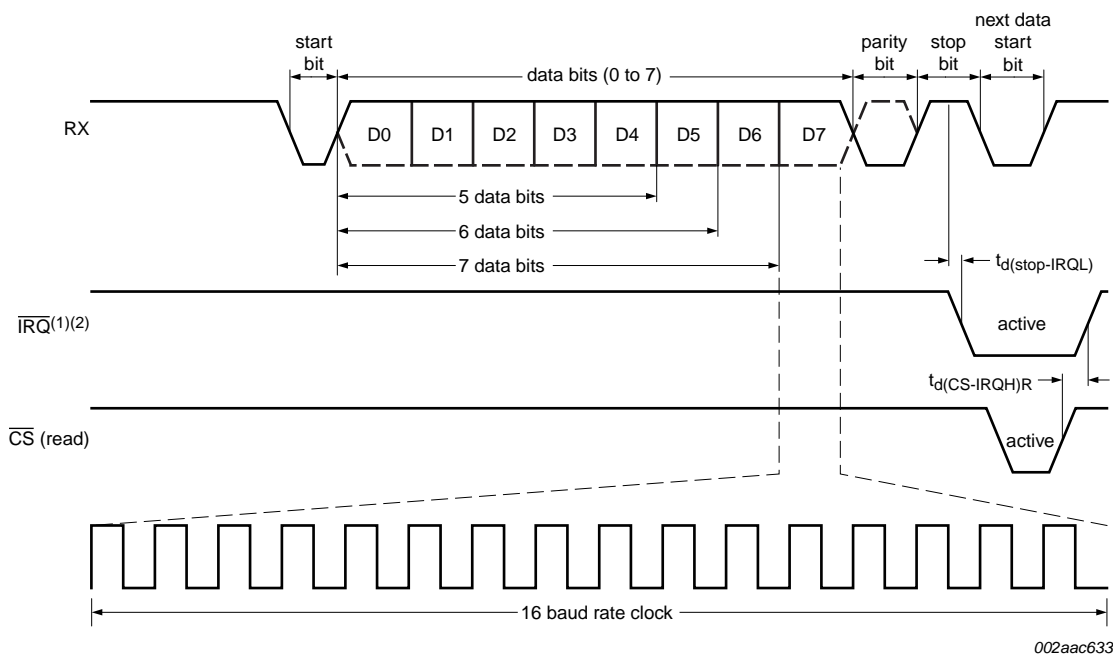 start
bit
data bits (0 to 7)
parity
bit
stop
bit
next data
start
bit
RX
D0 D1 D2 D3 D4 D5 D6 D7
5 data bits
6 data bits
7 data bits
td(stop-IRQL)
IRQ(1)(2)
active
td(CS-IRQH)R
CS (read)
active
16 baud rate clock
002aac633